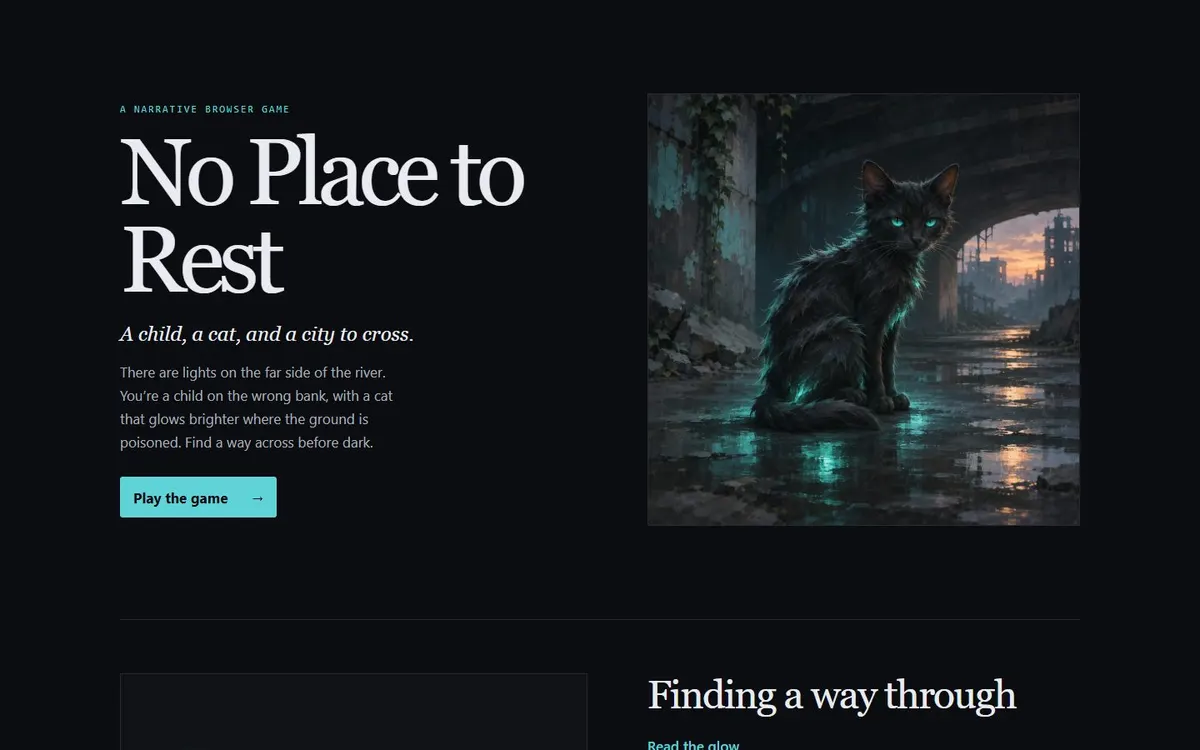 A NARRATIVE BROWSER GAME
No Place to
Rest
A child, a cat, and a city to cross.
There are lights on the far side of the river.
You’re a child on the wrong bank, with a cat
that glows brighter where the ground is
poisoned. Find a way across before dark.
Play the game →
Finding a way through
Read the glow